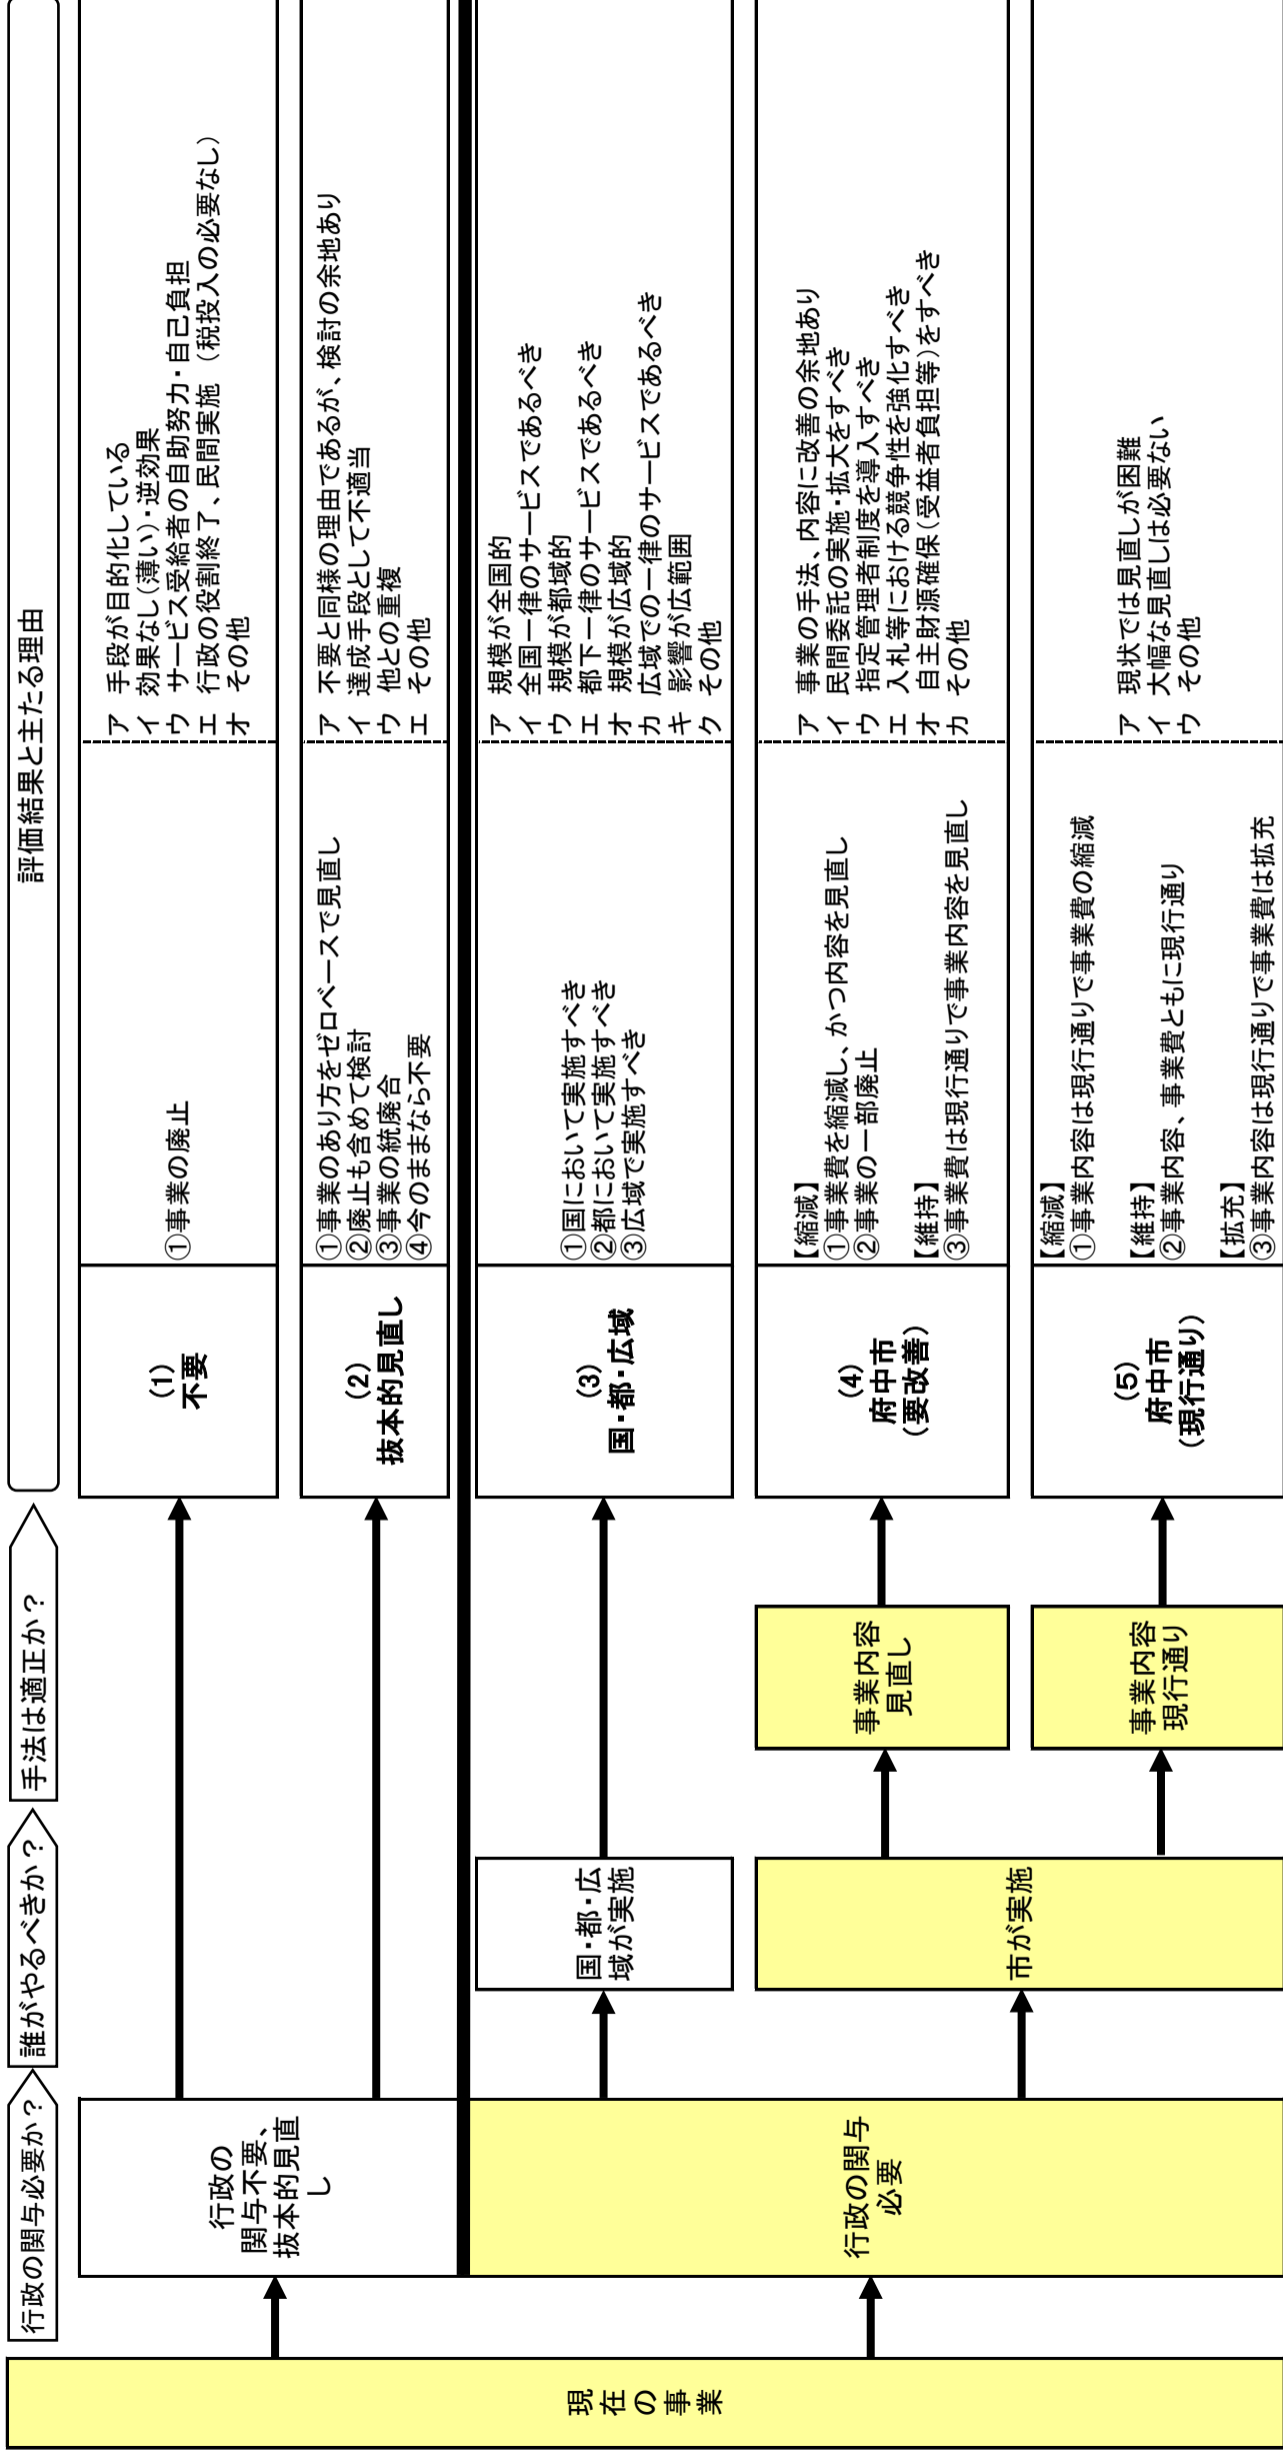 行政の関与必要か？
誰がやるべきか？
手法は適正か？
評価結果と主たる理由
現在の事業
行政の
関与不要、
抜本的見直
し
行政の関与
必要
国・都・広
域が実施
市が実施
事業内容
見直し
事業内容
現行通り
(1)
不要
①事業の廃止
ア 手段が目的化している
イ 効果なし(薄い)・逆効果
ウ サービス受給者の自助努力・自己負担
エ 行政の役割終了、民間実施 （税投入の必要なし）
オ その他
(2)
抜本的見直し
①事業のあり方をゼロベースで見直し
②廃止も含めて検討
③事業の統廃合
④今のままなら不要
ア 不要と同様の理由であるが、検討の余地あり
イ 達成手段として不適当
ウ 他との重複
エ その他
(3)
国・都・広域
①国において実施すべき
②都において実施すべき
③広域で実施すべき
ア 規模が全国的
イ 全国一律のサービスであるべき
ウ 規模が都域的
エ 都下一律のサービスであるべき
オ 規模が広域的
カ 広域での一律のサービスであるべき
キ 影響が広範囲
ク その他
(4)
府中市
（要改善）
【縮減】
①事業費を縮減し、かつ内容を見直し
②事業の一部廃止
【維持】
③事業費は現行通りで事業内容を見直し
ア 事業の手法、内容に改善の余地あり
イ 民間委託の実施・拡大をすべき
ウ 指定管理者制度を導入すべき
エ 入札等における競争性を強化すべき
オ 自主財源確保（受益者負担等）をすべき
カ その他
(5)
府中市
（現行通り）
【縮減】
①事業内容は現行通りで事業費の縮減
【維持】
②事業内容、事業費ともに現行通り
【拡充】
③事業内容は現行通りで事業費は拡充
ア 現状では見直しが困難
イ 大幅な見直しは必要ない
ウ その他